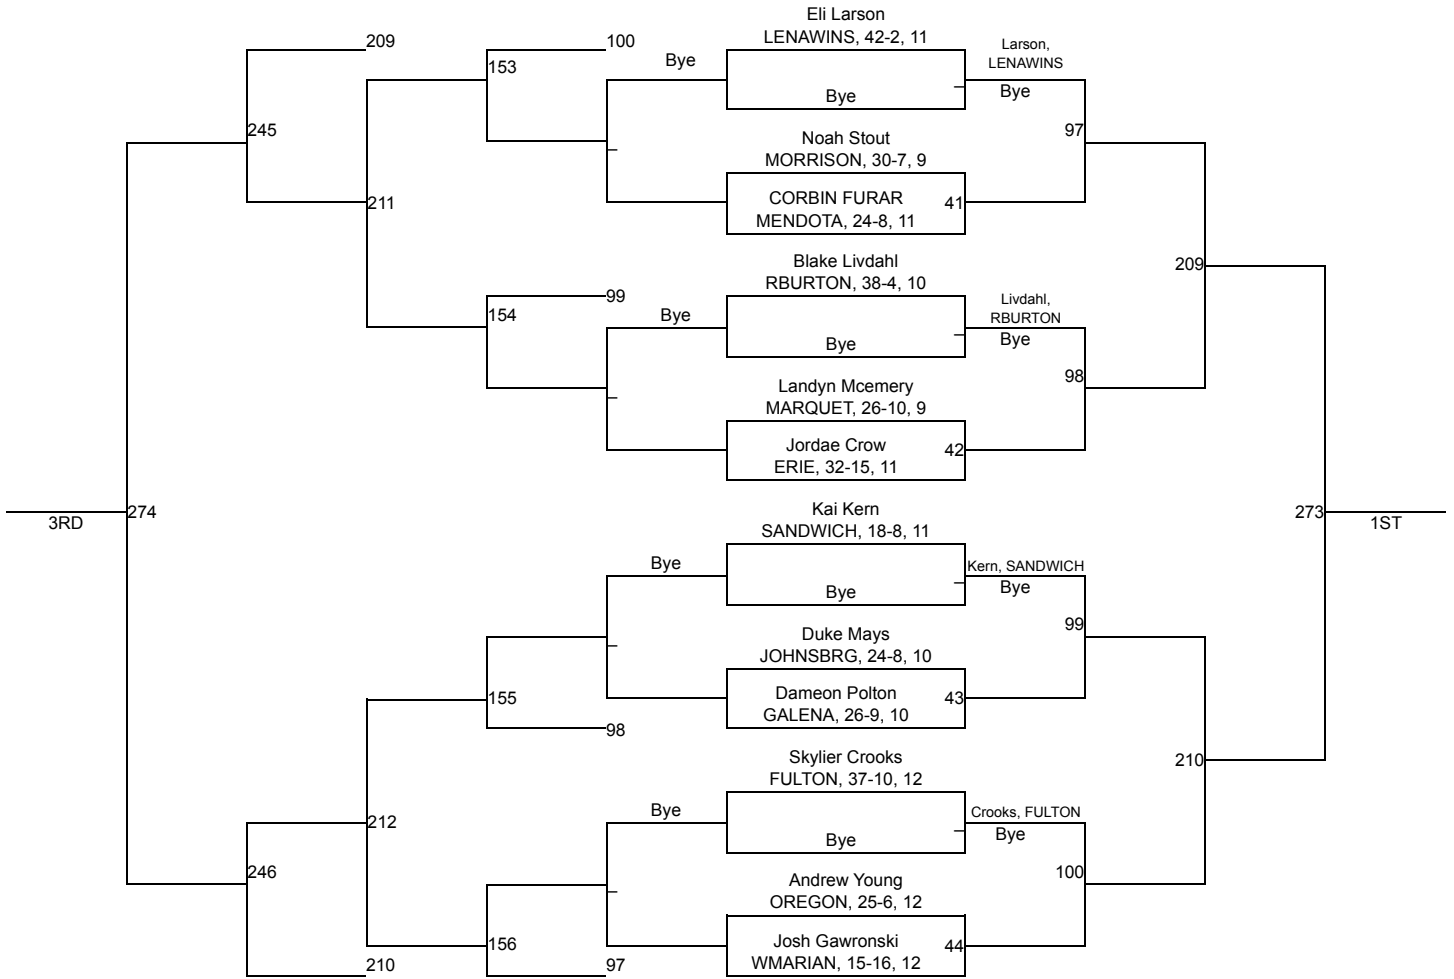 Eli Larson
LENAWINS, 42-2, 11
Bye
Bye
Larson,
LENAWINS
Bye
Noah Stout
MORRISON, 30-7, 9
CORBIN FURAR
MENDOTA, 24-8, 11
41
97
Blake Livdahl
RBURTON, 38-4, 10
Bye
Bye
Livdahl,
RBURTON
Bye
Landyn Mcemery
MARQUET, 26-10, 9
Jordae Crow
ERIE, 32-15, 11
42
98
209
Kai Kern
SANDWICH, 18-8, 11
Bye
Bye
Kern, SANDWICH
Bye
Duke Mays
JOHNSBRG, 24-8, 10
Dameon Polton
GALENA, 26-9, 10
43
99
Skylier Crooks
FULTON, 37-10, 12
Bye
Bye
Crooks, FULTON
Bye
Andrew Young
OREGON, 25-6, 12
Josh Gawronski
WMARIAN, 15-16, 12
44
100
210
273
1ST
209
100
153
245
211
99
154
274
3RD
155
98
212
246
156
210
97